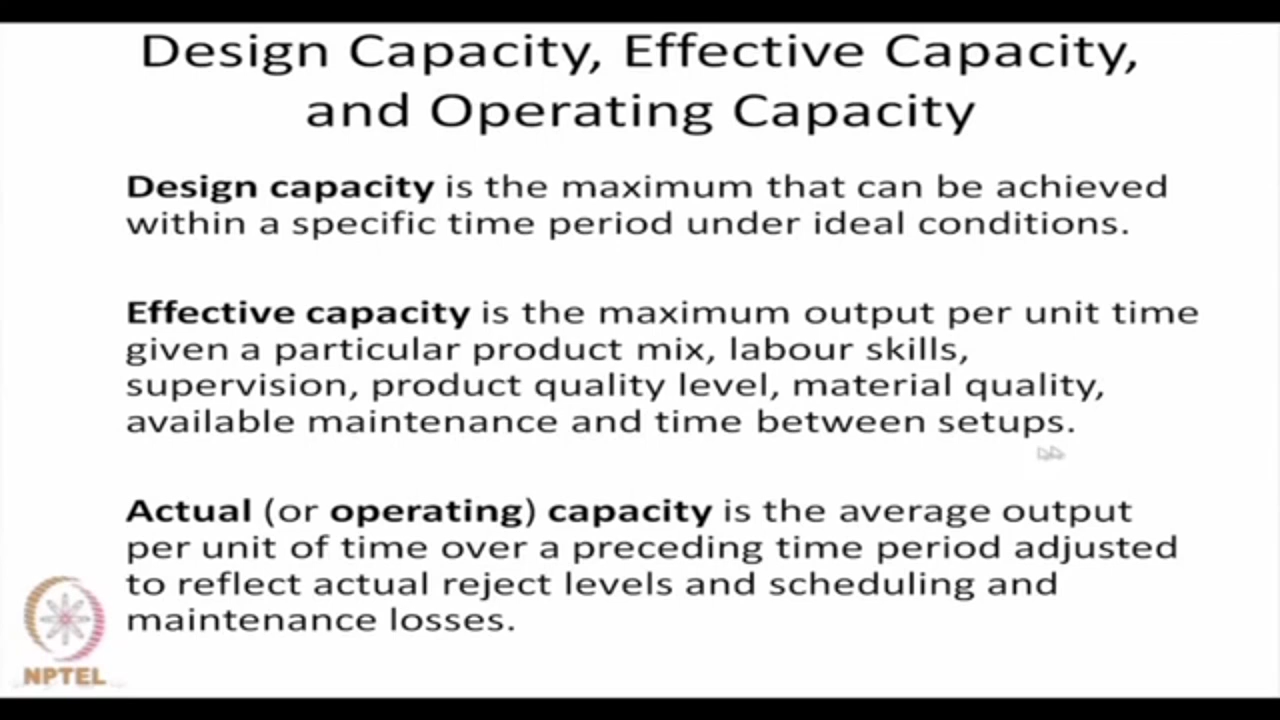 Design Capacity, Effective Capacity,
and Operating Capacity
Design capacity is the maximum that can be achieved
within a specific time period under ideal conditions.
Effective capacity is the maximum output per unit time
given a particular product mix, labour skills,
supervision, product quality level, material quality,
available maintenance and time between setups.
Actual (or operating) capacity is the average output
per unit of time over a preceding time period adjusted
to reflect actual reject levels and scheduling and
maintenance losses.
NPTEL